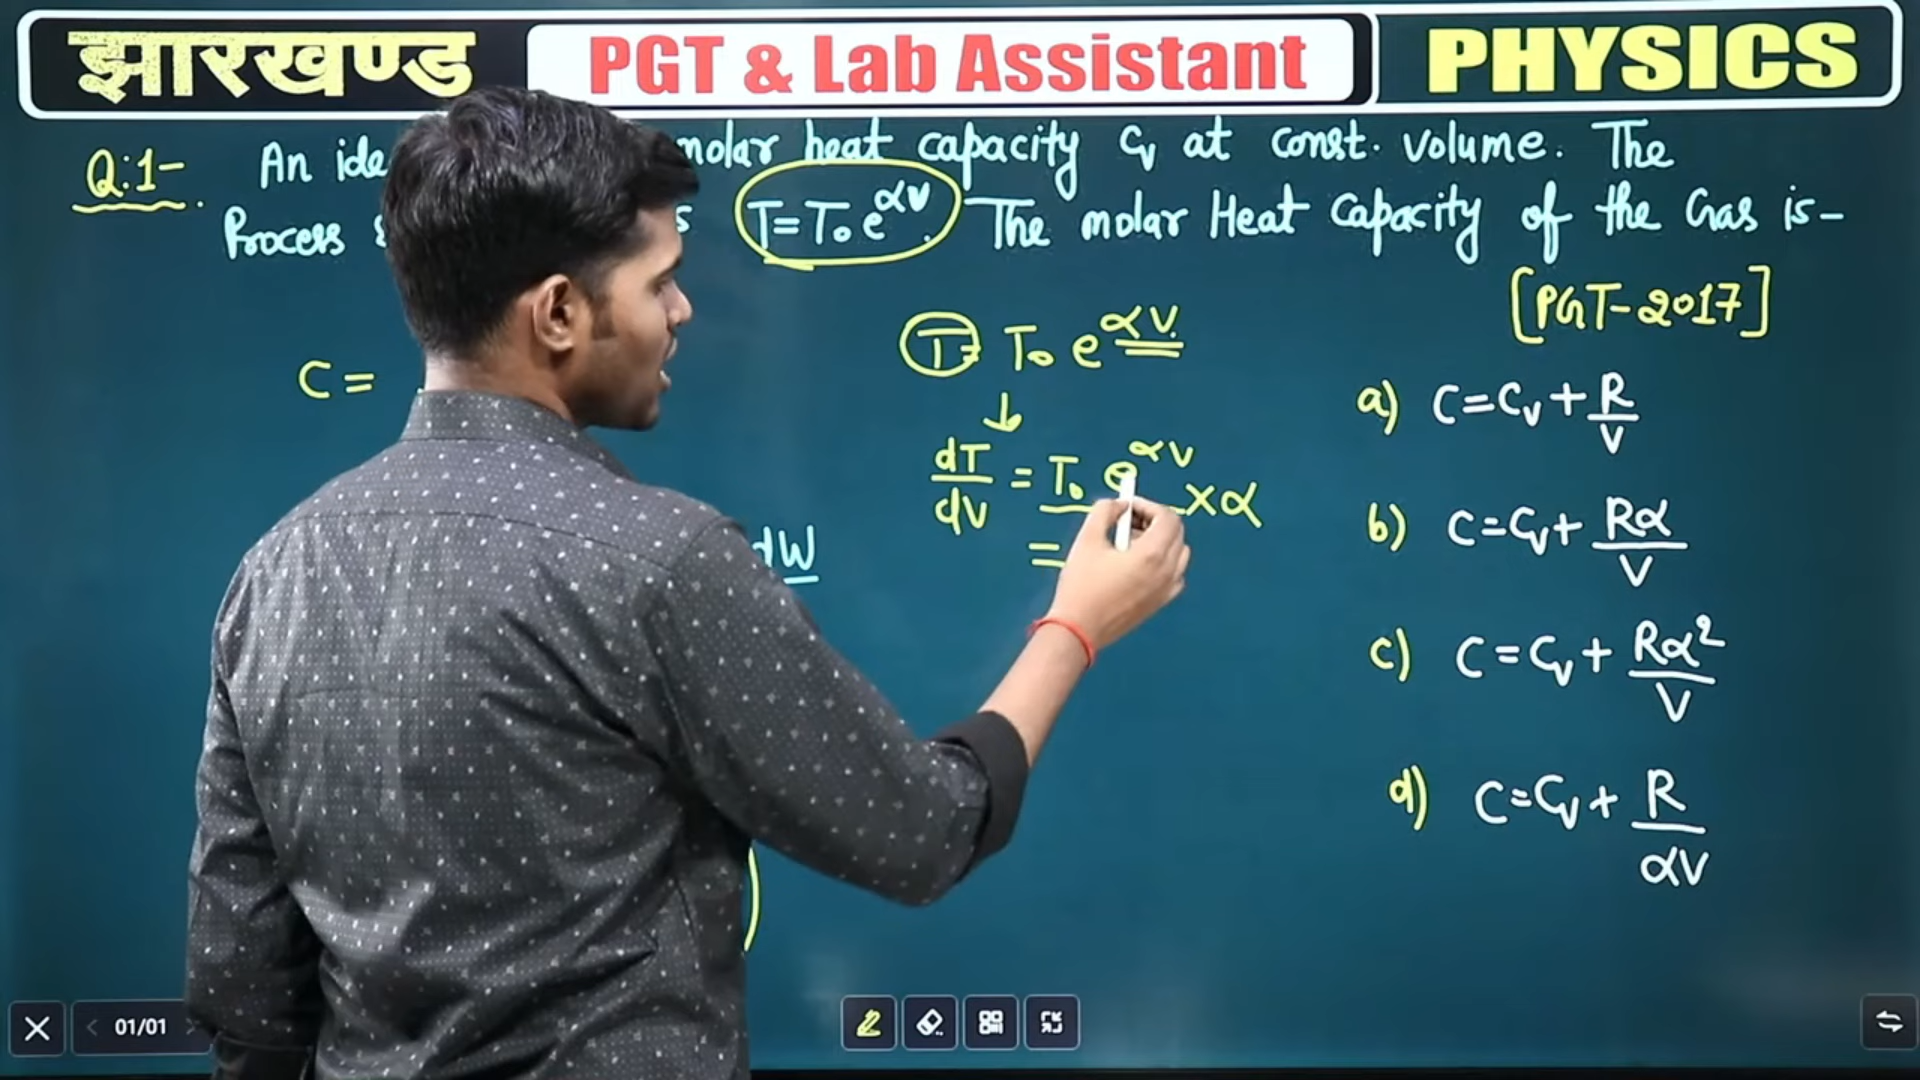 झारखण्ड PGT & Lab Assistant PHYSICS
Q:1- An ide molar heat capacity Cv at const. volume. The
Process s T=T₀e^αV. The molar Heat Capacity of the Gas is-
[PGT-2017]
C =
T = T₀ e^αV
↓
dT/dV = T₀ e^αV × α
=
dW
)
a) C=Cv+R/V
b) C=Cv+Rα/V
c) C=Cv+Rα²/V
d) C=Cv+R/αV
01/01